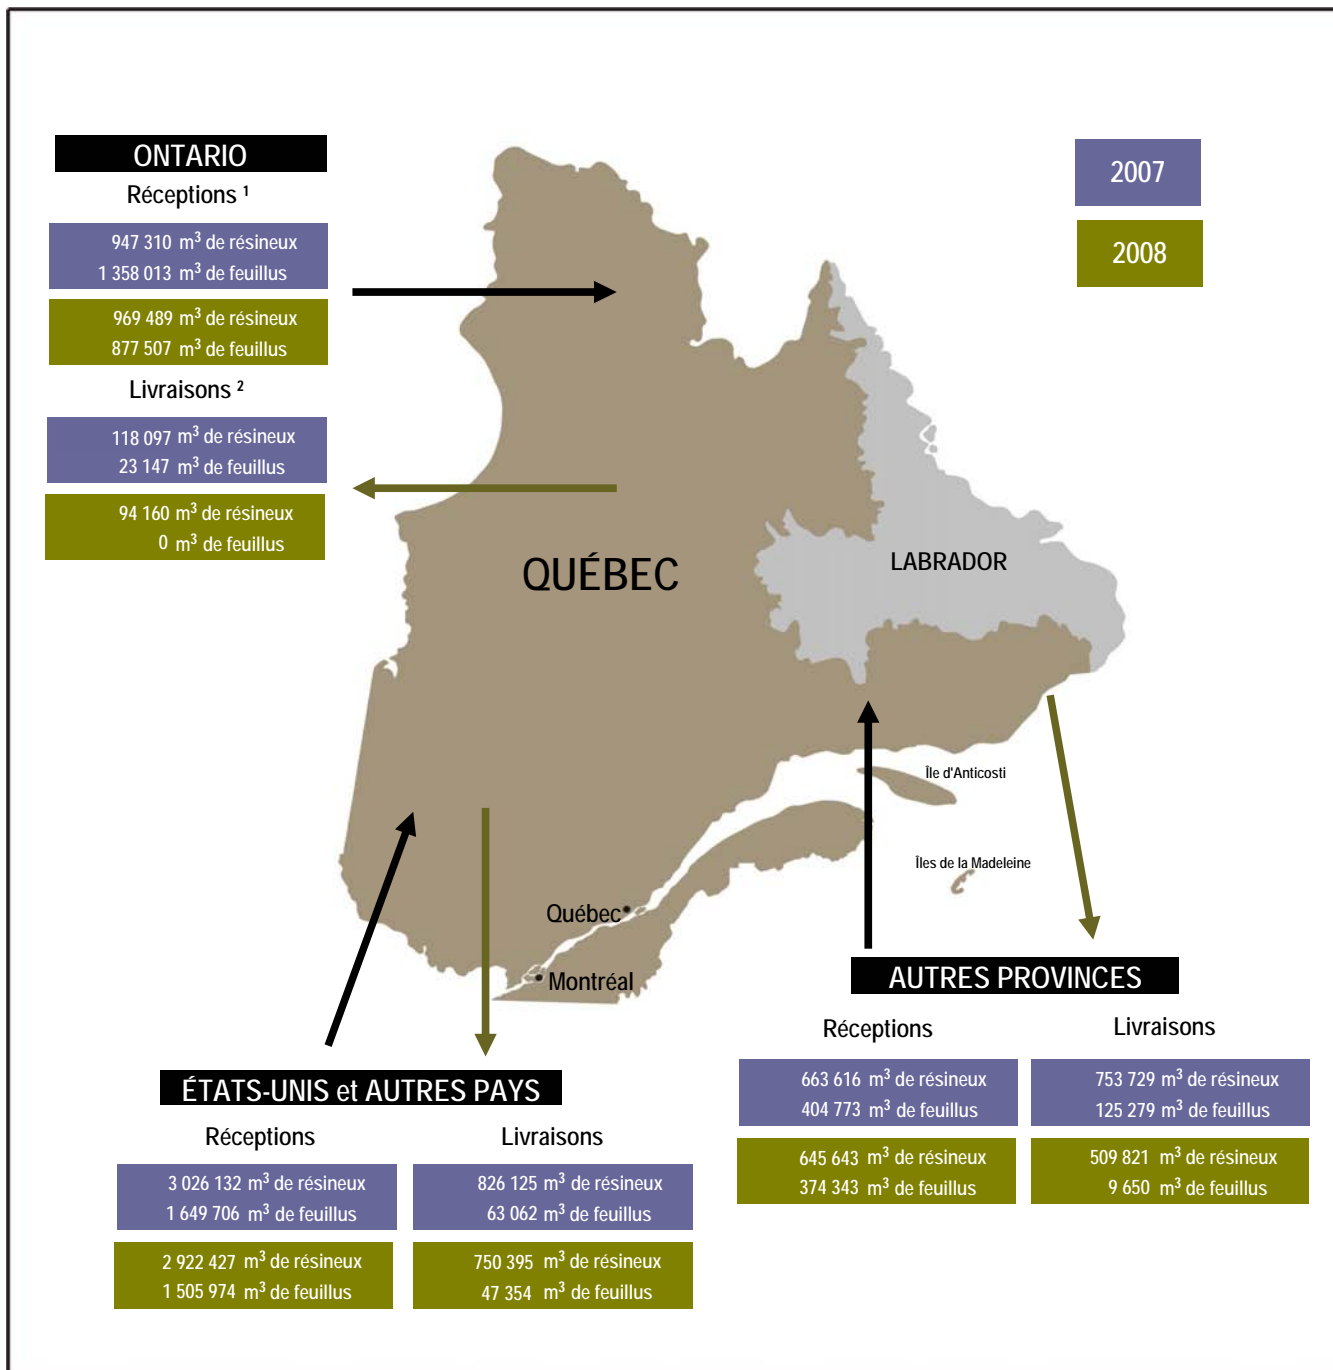 ONTARIO
Réceptions ¹
947 310 m³ de résineux
1 358 013 m³ de feuillus
969 489 m³ de résineux
877 507 m³ de feuillus
Livraisons ²
118 097 m³ de résineux
23 147 m³ de feuillus
94 160 m³ de résineux
0 m³ de feuillus
2007
2008
QUÉBEC
LABRADOR
Île d'Anticosti
Îles de la Madeleine
Québec
Montréal
AUTRES PROVINCES
Réceptions
Livraisons
663 616 m³ de résineux
404 773 m³ de feuillus
753 729 m³ de résineux
125 279 m³ de feuillus
645 643 m³ de résineux
374 343 m³ de feuillus
509 821 m³ de résineux
9 650 m³ de feuillus
ÉTATS-UNIS et AUTRES PAYS
Réceptions
Livraisons
3 026 132 m³ de résineux
1 649 706 m³ de feuillus
826 125 m³ de résineux
63 062 m³ de feuillus
2 922 427 m³ de résineux
1 505 974 m³ de feuillus
750 395 m³ de résineux
47 354 m³ de feuillus